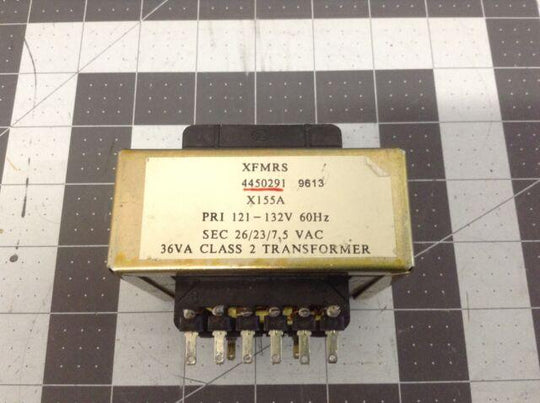 XFMRS
4450291 9613
X155A
PRI 121-132V 60Hz
SEC 26/23/7.5 VAC
36VA CLASS 2 TRANSFORMER